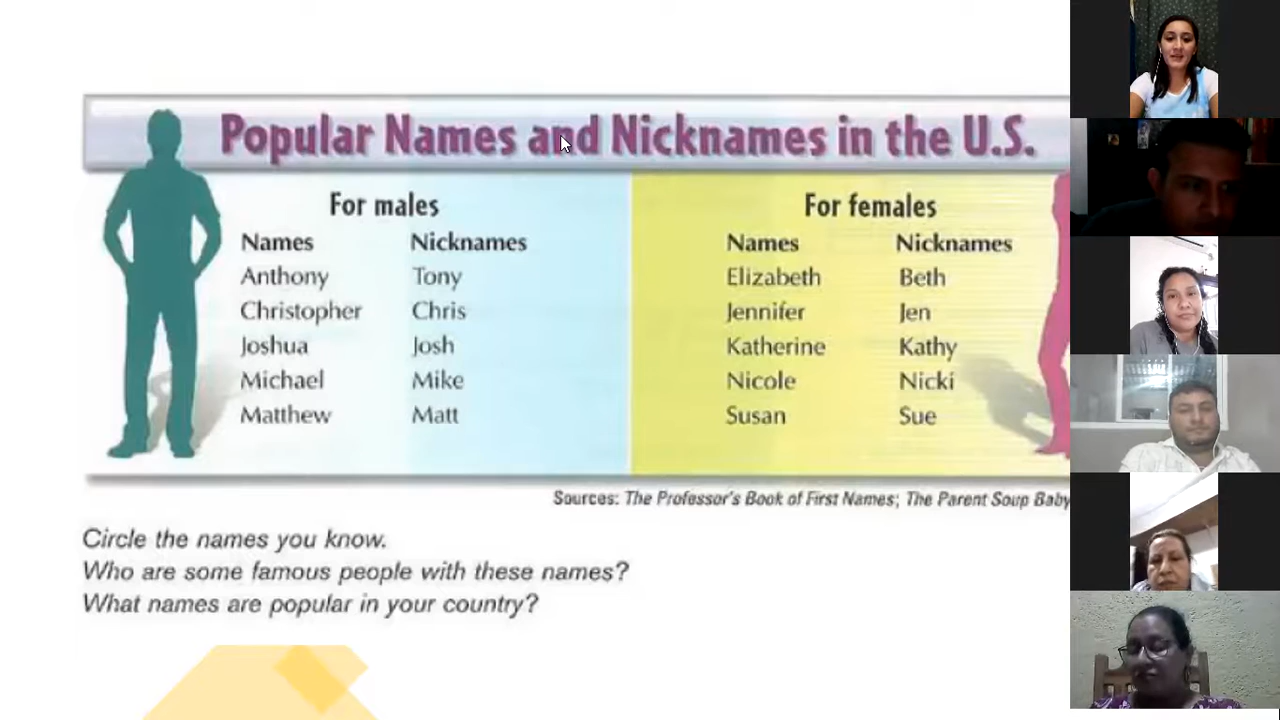 Popular Names and Nicknames in the U.S.
For males
Names Nicknames
Anthony Tony
Christopher Chris
Joshua Josh
Michael Mike
Matthew Matt
For females
Names Nicknames
Elizabeth Beth
Jennifer Jen
Katherine Kathy
Nicole Nicki
Susan Sue
Sources: The Professor's Book of First Names; The Parent Soup Baby
Circle the names you know.
Who are some famous people with these names?
What names are popular in your country?